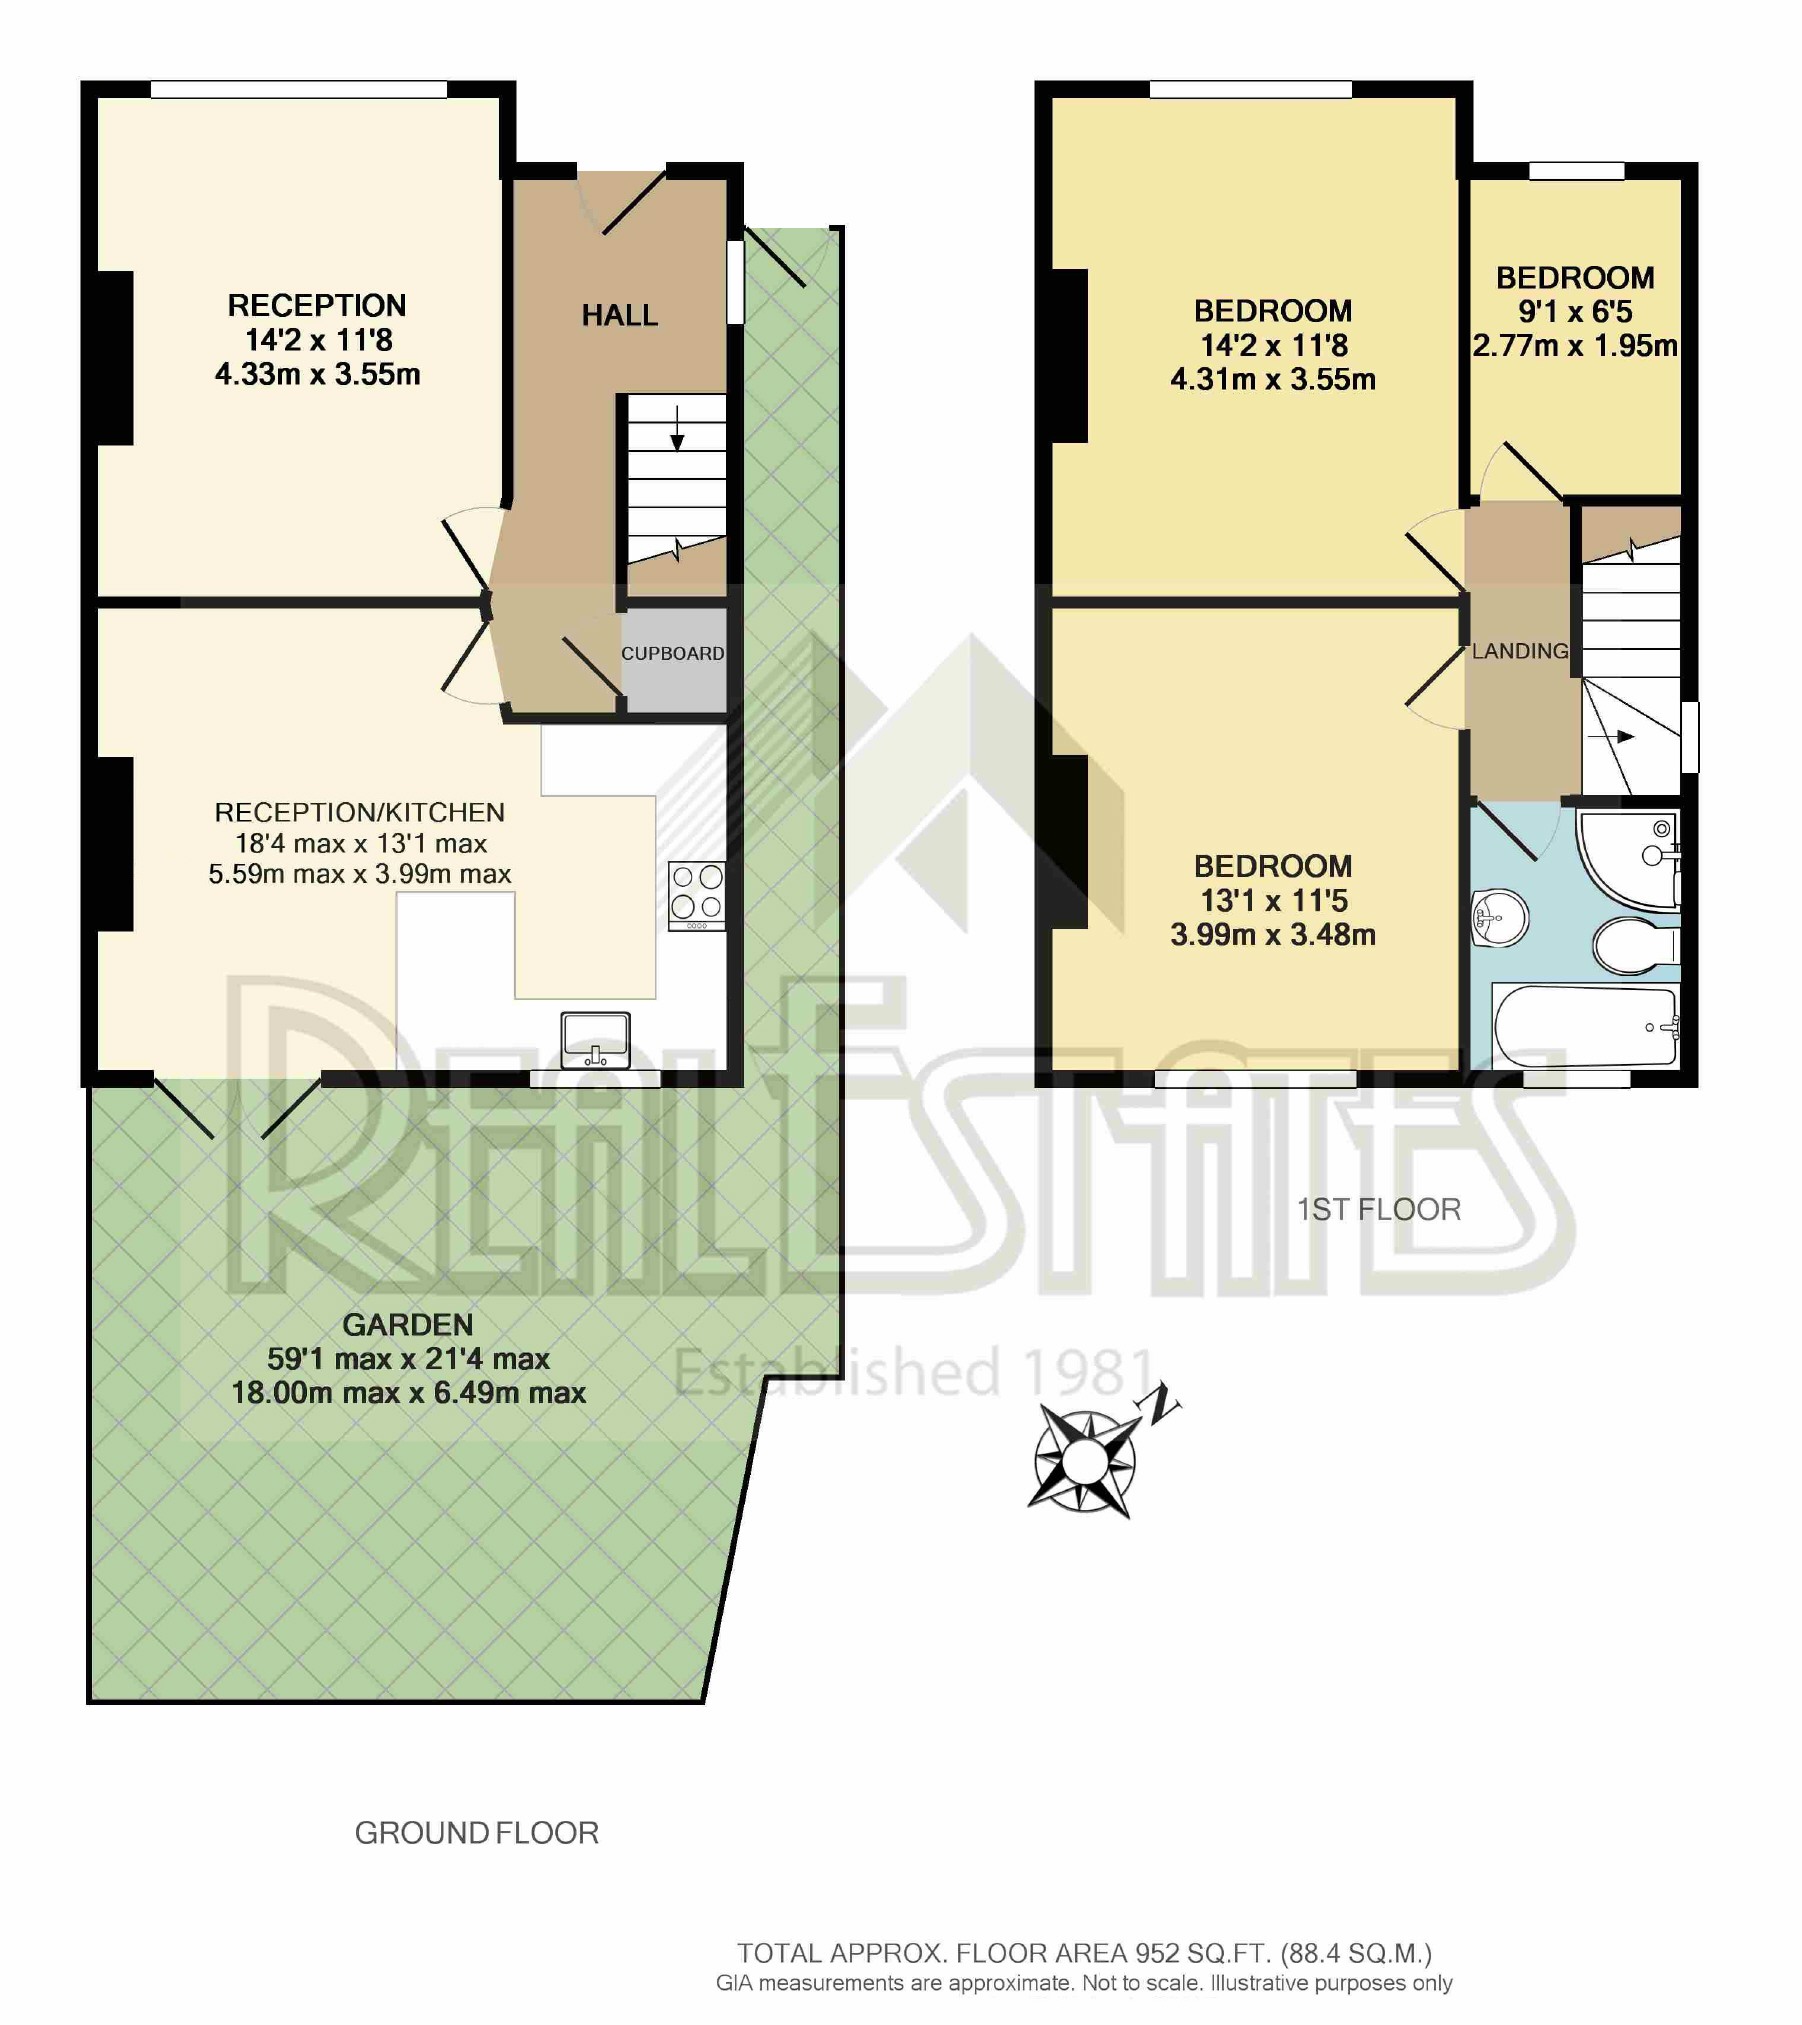 RECEPTION
14'2 x 11'8
4.33m x 3.55m
HALL
CUPBOARD
RECEPTION/KITCHEN
18'4 max x 13'1 max
5.59m max x 3.99m max
GARDEN
59'1 max x 21'4 max
18.00m max x 6.49m max
GROUND FLOOR
BEDROOM
14'2 x 11'8
4.31m x 3.55m
BEDROOM
9'1 x 6'5
2.77m x 1.95m
LANDING
BEDROOM
13'1 x 11'5
3.99m x 3.48m
1ST FLOOR
REALESTATES
Established 1981
N
TOTAL APPROX. FLOOR AREA 952 SQ.FT. (88.4 SQ.M.)
GIA measurements are approximate. Not to scale. Illustrative purposes only